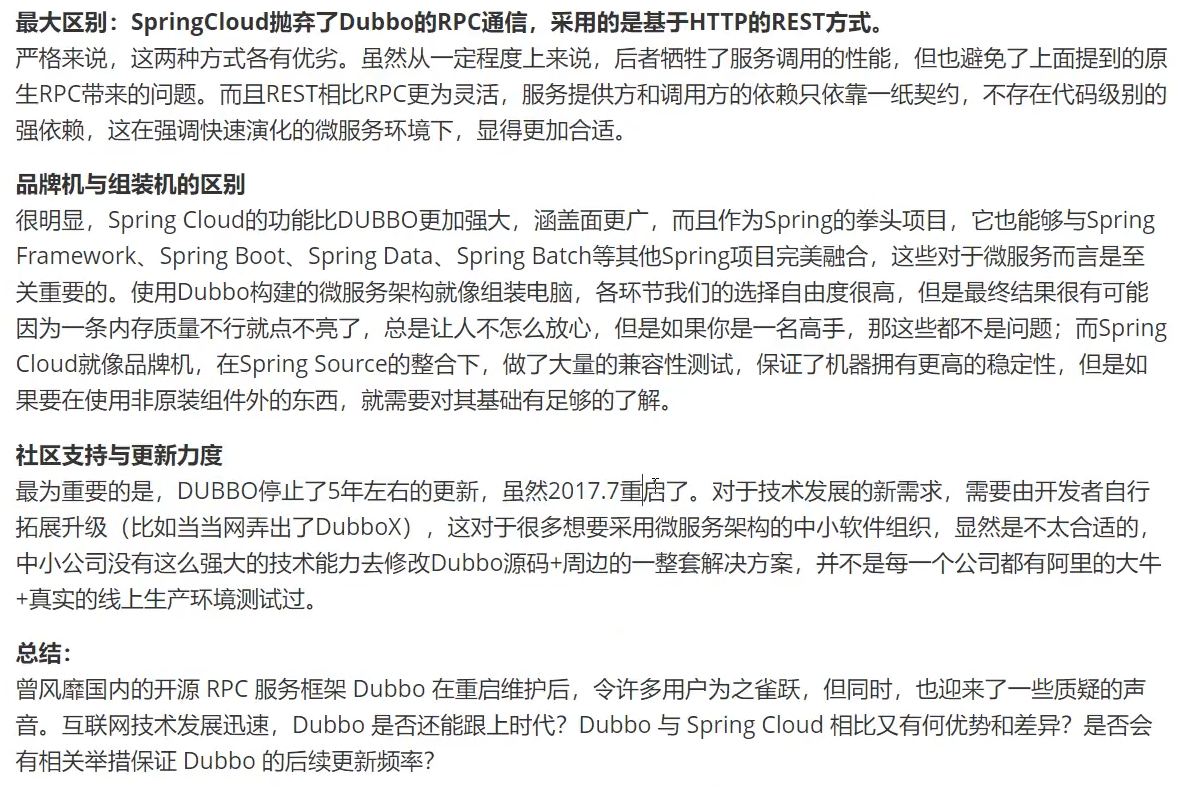 最大区别：SpringCloud抛弃了Dubbo的RPC通信，采用的是基于HTTP的REST方式。
严格来说，这两种方式各有优劣。虽然从一定程度上来说，后者牺牲了服务调用的性能，但也避免了上面提到的原
生RPC带来的问题。而且REST相比RPC更为灵活，服务提供方和调用方的依赖只依靠一纸契约，不存在代码级别的
强依赖，这在强调快速演化的微服务环境下，显得更加合适。
品牌机与组装机的区别
很明显，Spring Cloud的功能比DUBBO更加强大，涵盖面更广，而且作为Spring的拳头项目，它也能够与Spring
Framework、Spring Boot、Spring Data、Spring Batch等其他Spring项目完美融合，这些对于微服务而言是至
关重要的。使用Dubbo构建的微服务架构就像组装电脑，各环节我们的选择自由度很高，但是最终结果很有可能
因为一条内存质量不行就点不亮了，总是让人不怎么放心，但是如果你是一名高手，那这些都不是问题；而Spring
Cloud就像品牌机，在Spring Source的整合下，做了大量的兼容性测试，保证了机器拥有更高的稳定性，但是如
果要在使用非原装组件外的东西，就需要对其基础有足够的了解。
社区支持与更新力度
最为重要的是，DUBBO停止了5年左右的更新，虽然2017.7重启了。对于技术发展的新需求，需要由开发者自行
拓展升级（比如当当网弄出了DubboX），这对于很多想要采用微服务架构的中小软件组织，显然是不太合适的，
中小公司没有这么强大的技术能力去修改Dubbo源码+周边的一整套解决方案，并不是每一个公司都有阿里的大牛
+真实的线上生产环境测试过。
总结：
曾风靡国内的开源 RPC 服务框架 Dubbo 在重启维护后，令许多用户为之雀跃，但同时，也迎来了一些质疑的声
音。互联网技术发展迅速，Dubbo 是否还能跟上时代？Dubbo 与 Spring Cloud 相比又有何优势和差异？是否会
有相关举措保证 Dubbo 的后续更新频率？